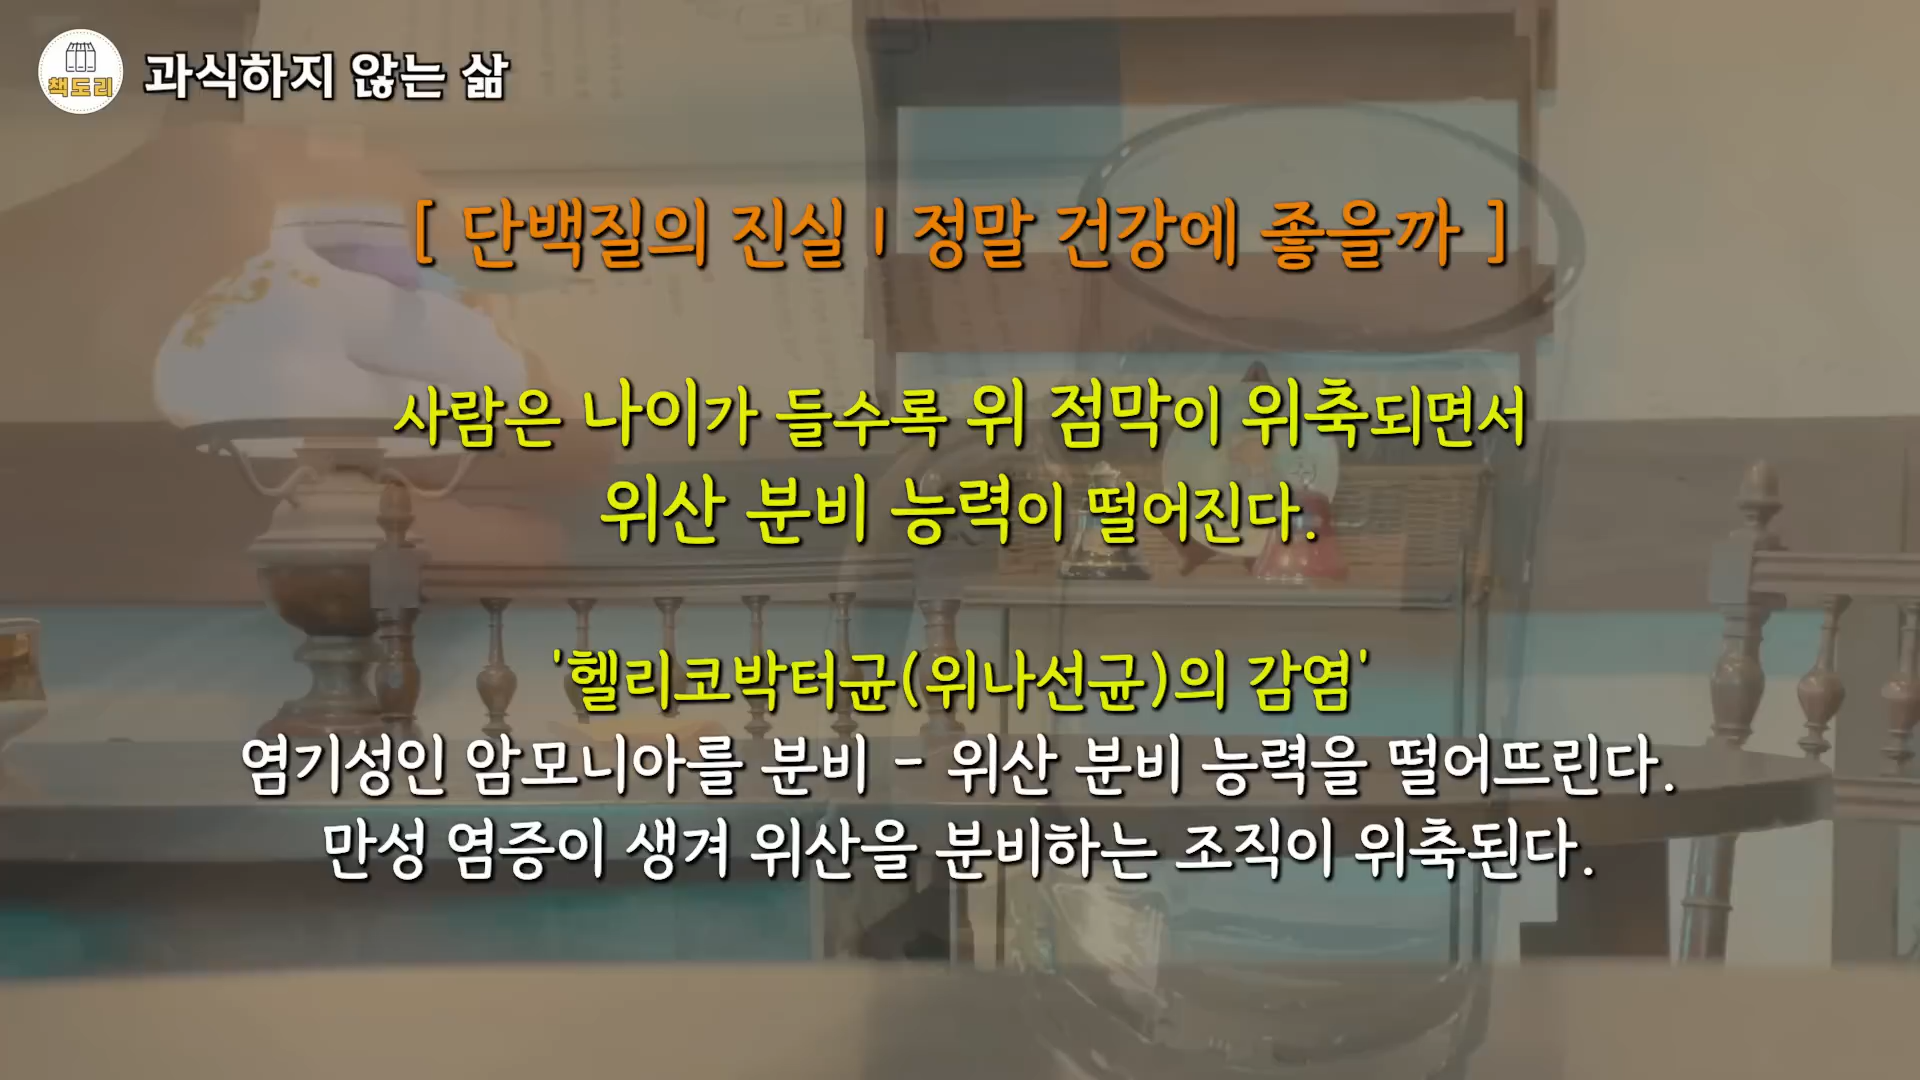 책도리
과식하지 않는 삶
[ 단백질의 진실 | 정말 건강에 좋을까 ]
사람은 나이가 들수록 위 점막이 위축되면서
위산 분비 능력이 떨어진다.
'헬리코박터균(위나선균)의 감염'
염기성인 암모니아를 분비 - 위산 분비 능력을 떨어뜨린다.
만성 염증이 생겨 위산을 분비하는 조직이 위축된다.